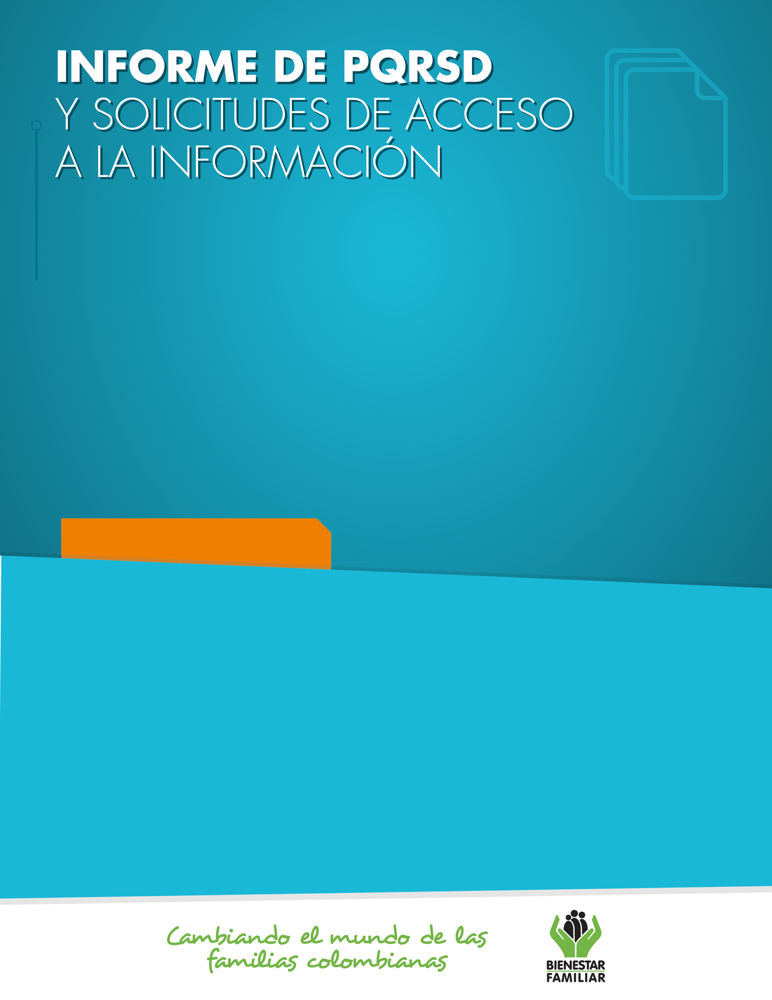 INFORME DE PQRSD
Y SOLICITUDES DE ACCESO
A LA INFORMACIÓN
Cambiando el mundo de las
familias colombianas
BIENESTAR
FAMILIAR